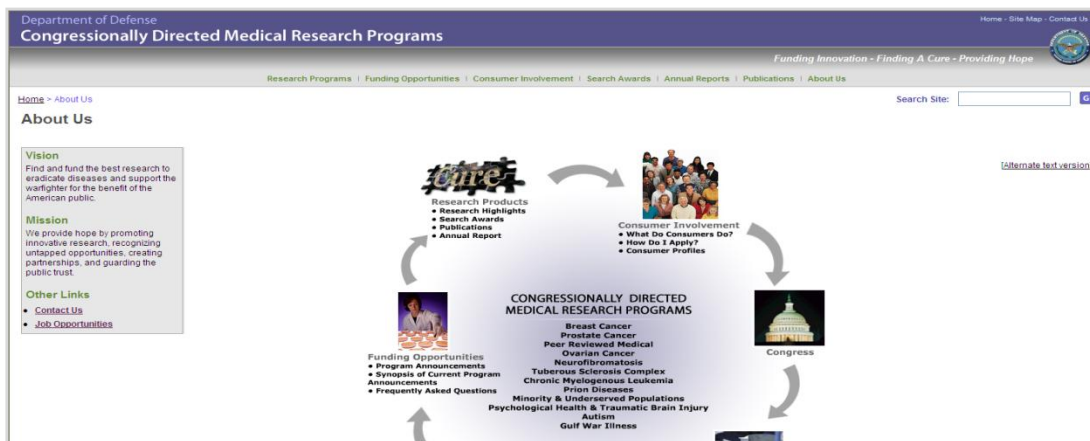 Department of Defense
Congressionally Directed Medical Research Programs
Home - Site Map - Contact Us
Funding Innovation - Finding A Cure - Providing Hope
Research Programs | Funding Opportunities | Consumer Involvement | Search Awards | Annual Reports | Publications | About Us
Home > About Us
Search Site:
G
About Us
Vision
Find and fund the best research to
eradicate diseases and support the
warfighter for the benefit of the
American public.
Mission
We provide hope by promoting
innovative research, recognizing
untapped opportunities, creating
partnerships, and guarding the
public trust.
Other Links
• Contact Us
• Job Opportunities
[Alternate text version
cure
Research Products
• Research Highlights
• Search Awards
• Publications
• Annual Report
Consumer Involvement
• What Do Consumers Do?
• How Do I Apply?
• Consumer Profiles
Congress
Funding Opportunities
• Program Announcements
• Synopsis of Current Program
Announcements
• Frequently Asked Questions
CONGRESSIONALLY DIRECTED
MEDICAL RESEARCH PROGRAMS
Breast Cancer
Prostate Cancer
Peer Reviewed Medical
Ovarian Cancer
Neurofibromatosis
Tuberous Sclerosis Complex
Chronic Myelogenous Leukemia
Prion Diseases
Minority & Underserved Populations
Psychological Health & Traumatic Brain Injury
Autism
Gulf War Illness